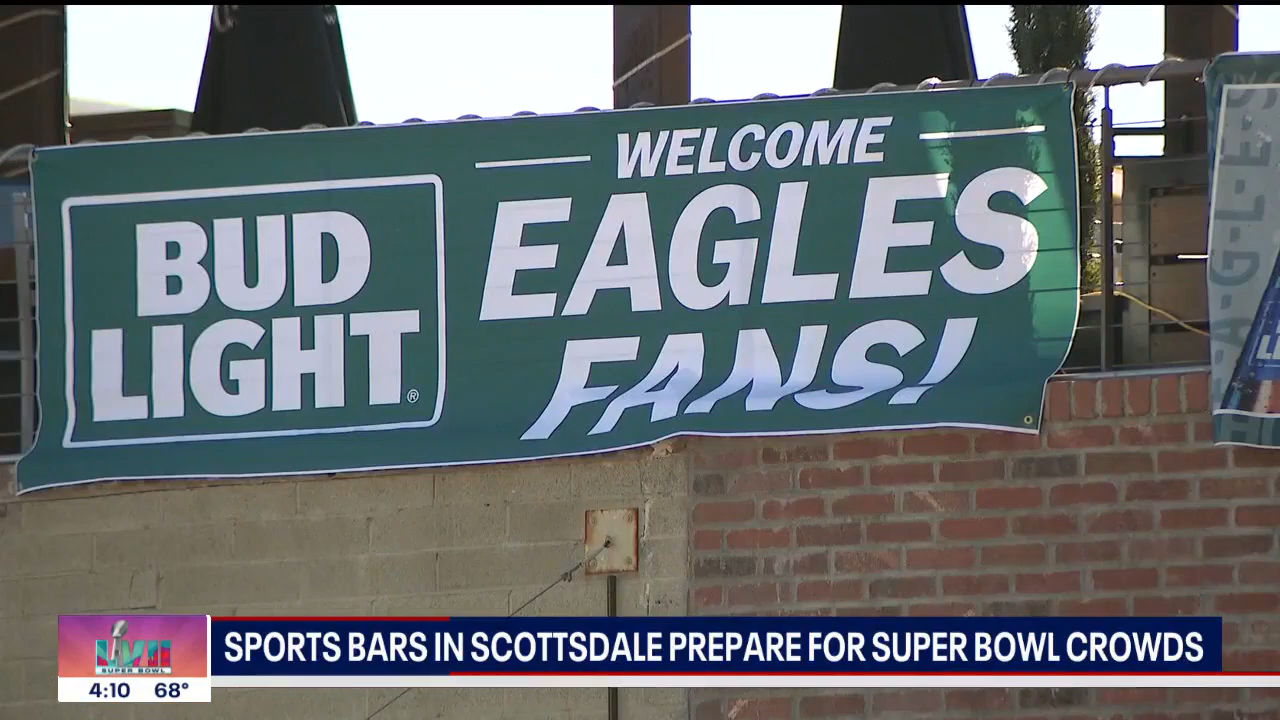 WELCOME
EAGLES
FANS!
BUD
LIGHT®
E-A-G-L-E-S
LVII
SUPER BOWL
4:10 68°
SPORTS BARS IN SCOTTSDALE PREPARE FOR SUPER BOWL CROWDS